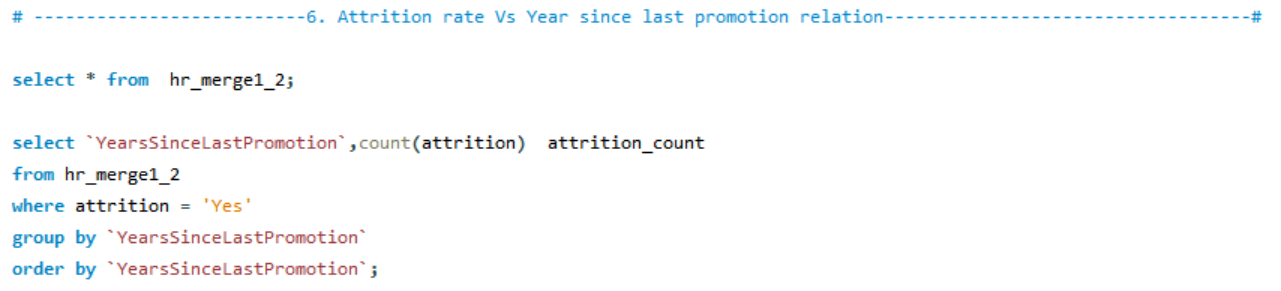 # --------------------------6. Attrition rate Vs Year since last promotion relation-----------------------------------#
select * from  hr_merge1_2;
select `YearsSinceLastPromotion`,count(attrition)  attrition_count
from hr_merge1_2
where attrition = 'Yes'
group by `YearsSinceLastPromotion`
order by `YearsSinceLastPromotion`;